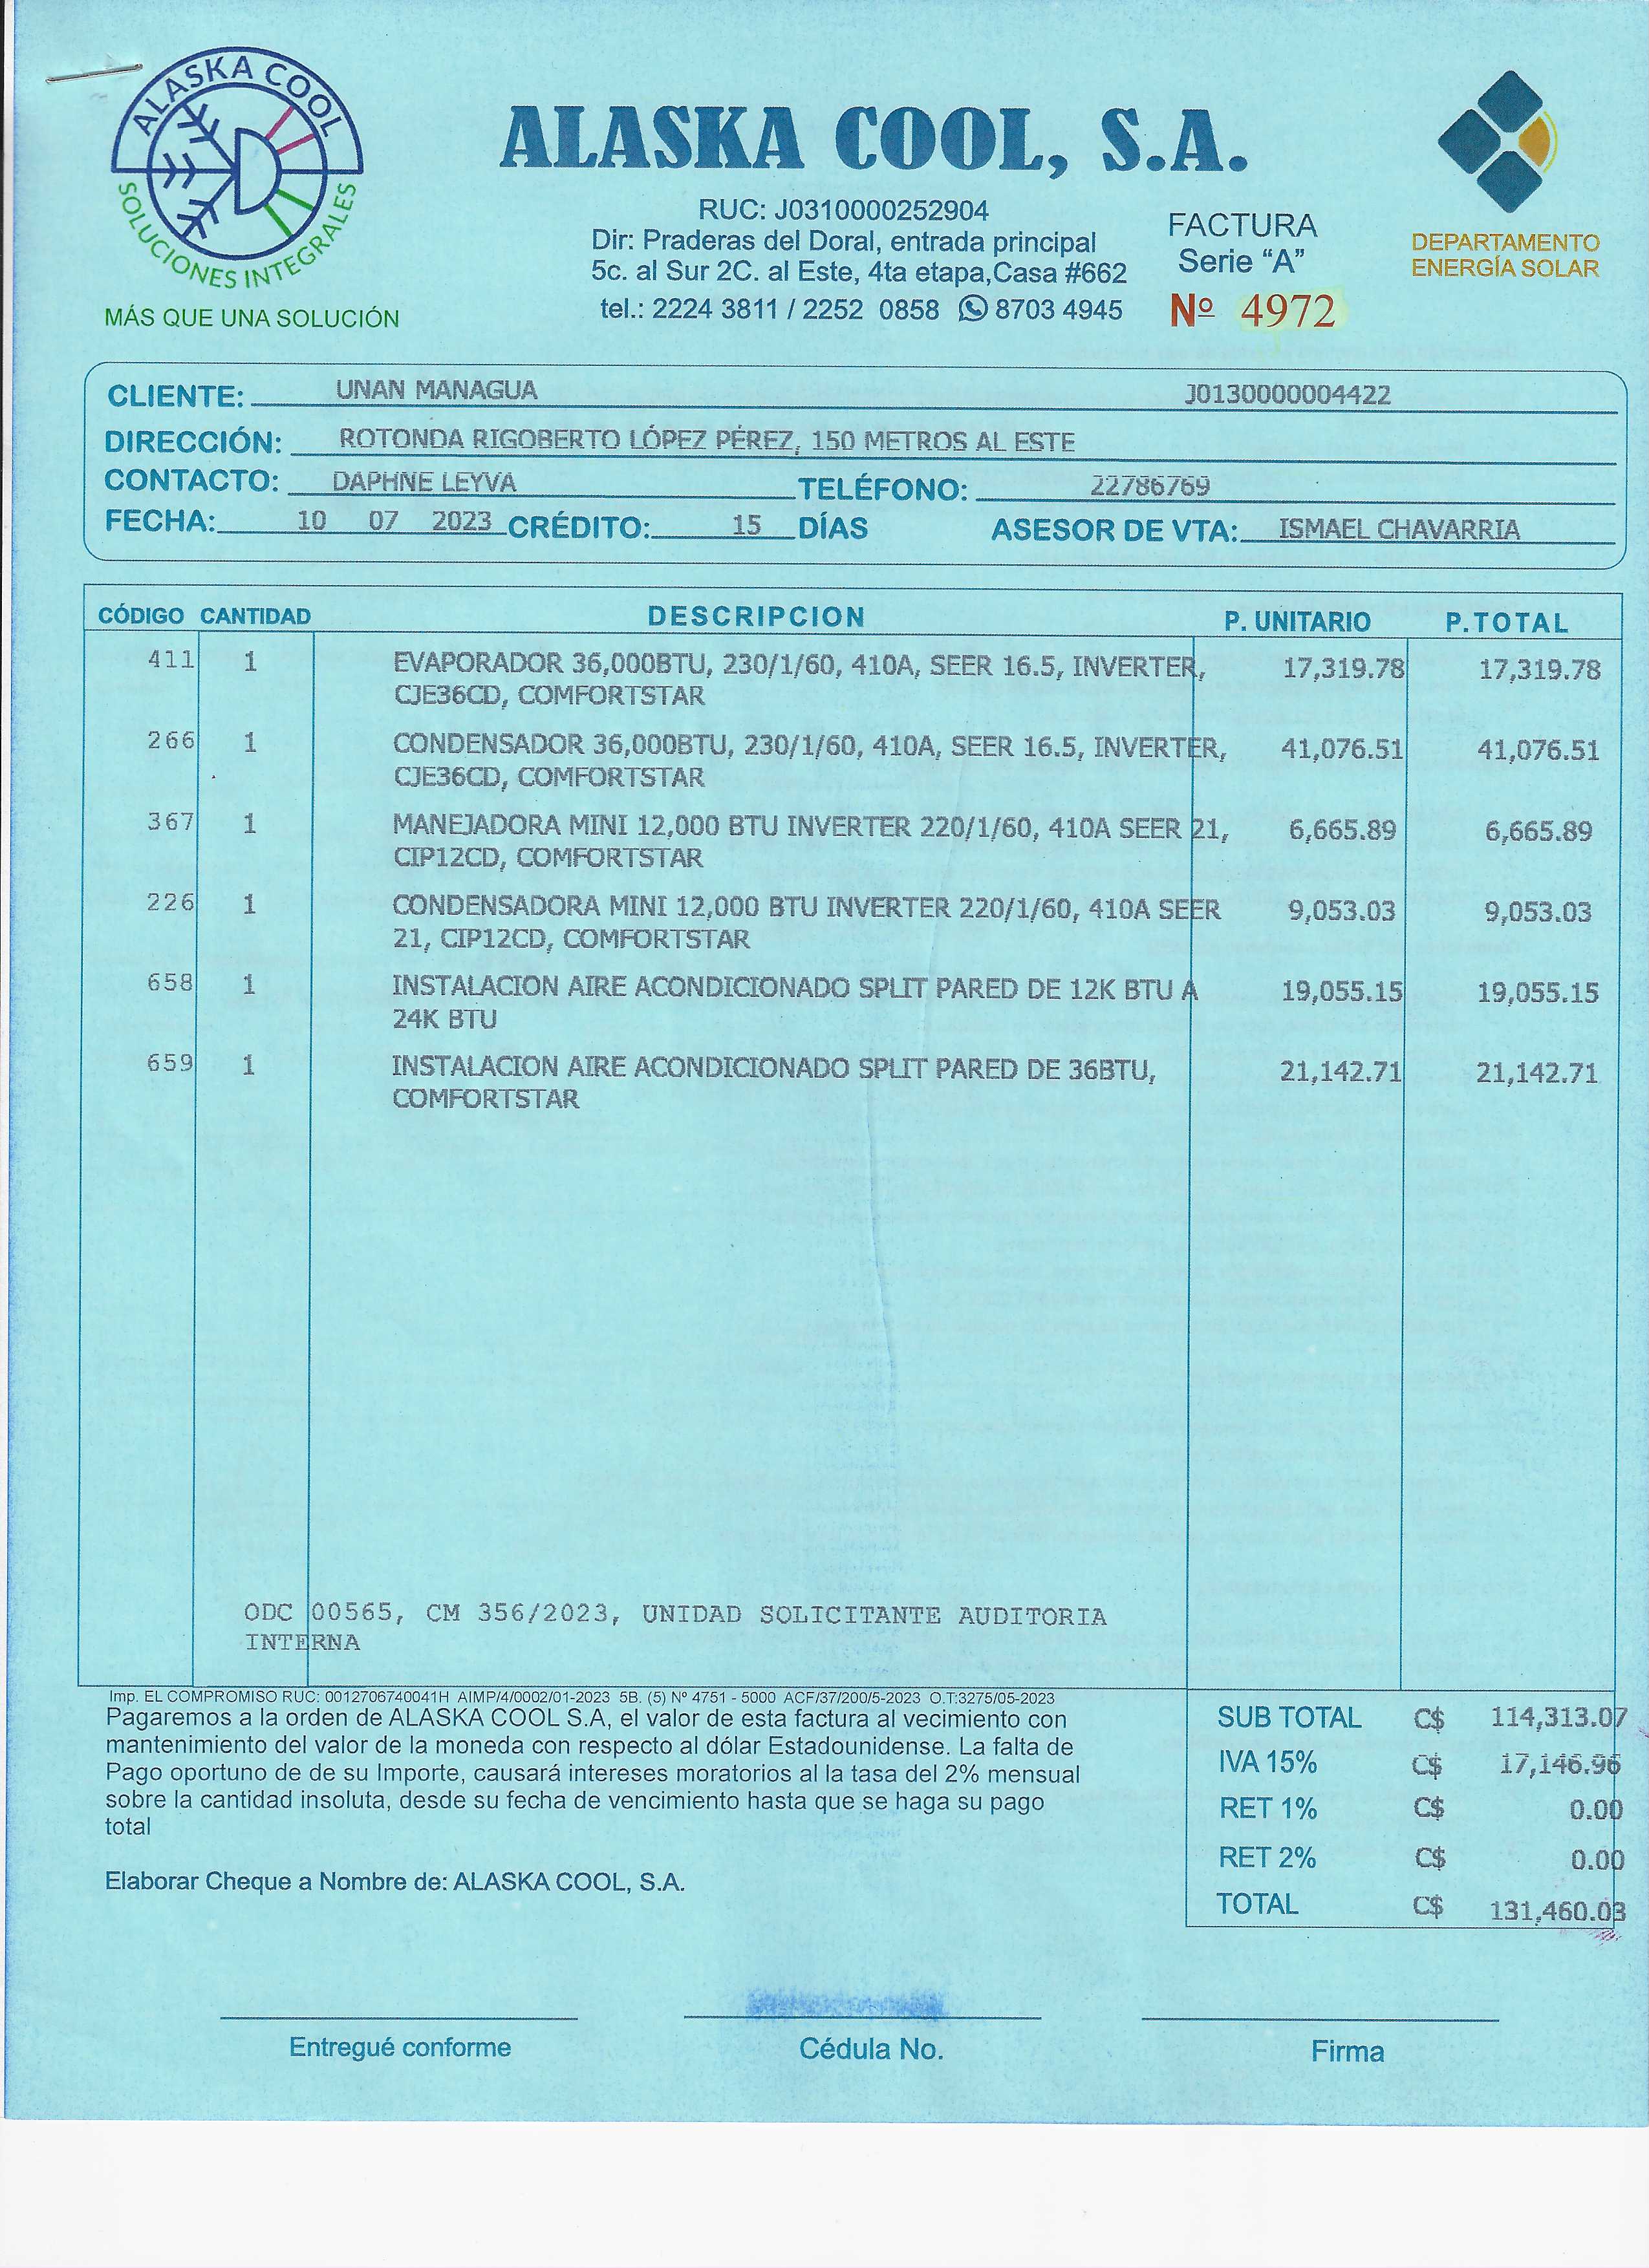 ALASKA COOL
SOLUCIONES INTEGRALES
MÁS QUE UNA SOLUCIÓN
ALASKA COOL, S.A.
RUC: J0310000252904
Dir: Praderas del Doral, entrada principal
5c. al Sur 2C. al Este, 4ta etapa,Casa #662
tel.: 2224 3811 / 2252 0858 8703 4945
FACTURA
Serie "A"
Nº 4972
DEPARTAMENTO
ENERGÍA SOLAR
CLIENTE: UNAN MANAGUA J0130000004422
DIRECCIÓN: ROTONDA RIGOBERTO LÓPEZ PÉREZ, 150 METROS AL ESTE
CONTACTO: DAPHNE LEYVA TELÉFONO: 22786769
FECHA: 10 07 2023 CRÉDITO: 15 DÍAS ASESOR DE VTA: ISMAEL CHAVARRIA
CÓDIGO CANTIDAD DESCRIPCION P. UNITARIO P.TOTAL
411 1 EVAPORADOR 36,000BTU, 230/1/60, 410A, SEER 16.5, INVERTER, 17,319.78 17,319.78
CJE36CD, COMFORTSTAR
266 1 CONDENSADOR 36,000BTU, 230/1/60, 410A, SEER 16.5, INVERTER, 41,076.51 41,076.51
CJE36CD, COMFORTSTAR
367 1 MANEJADORA MINI 12,000 BTU INVERTER 220/1/60, 410A SEER 21, 6,665.89 6,665.89
CIP12CD, COMFORTSTAR
226 1 CONDENSADORA MINI 12,000 BTU INVERTER 220/1/60, 410A SEER 9,053.03 9,053.03
21, CIP12CD, COMFORTSTAR
658 1 INSTALACION AIRE ACONDICIONADO SPLIT PARED DE 12K BTU A 19,055.15 19,055.15
24K BTU
659 1 INSTALACION AIRE ACONDICIONADO SPLIT PARED DE 36BTU, 21,142.71 21,142.71
COMFORTSTAR
ODC 00565, CM 356/2023, UNIDAD SOLICITANTE AUDITORIA
INTERNA
Imp. EL COMPROMISO RUC: 0012706740041H AIMP/4/0002/01-2023 5B. (5) Nº 4751 - 5000 ACF/37/200/5-2023 O.T:3275/05-2023
Pagaremos a la orden de ALASKA COOL S.A, el valor de esta factura al vecimiento con
mantenimiento del valor de la moneda con respecto al dólar Estadounidense. La falta de
Pago oportuno de de su Importe, causará intereses moratorios al la tasa del 2% mensual
sobre la cantidad insoluta, desde su fecha de vencimiento hasta que se haga su pago
total
Elaborar Cheque a Nombre de: ALASKA COOL, S.A.
SUB TOTAL C$ 114,313.07
IVA 15% C$ 17,146.96
RET 1% C$ 0.00
RET 2% C$ 0.00
TOTAL C$ 131,460.03
Entregué conforme Cédula No. Firma